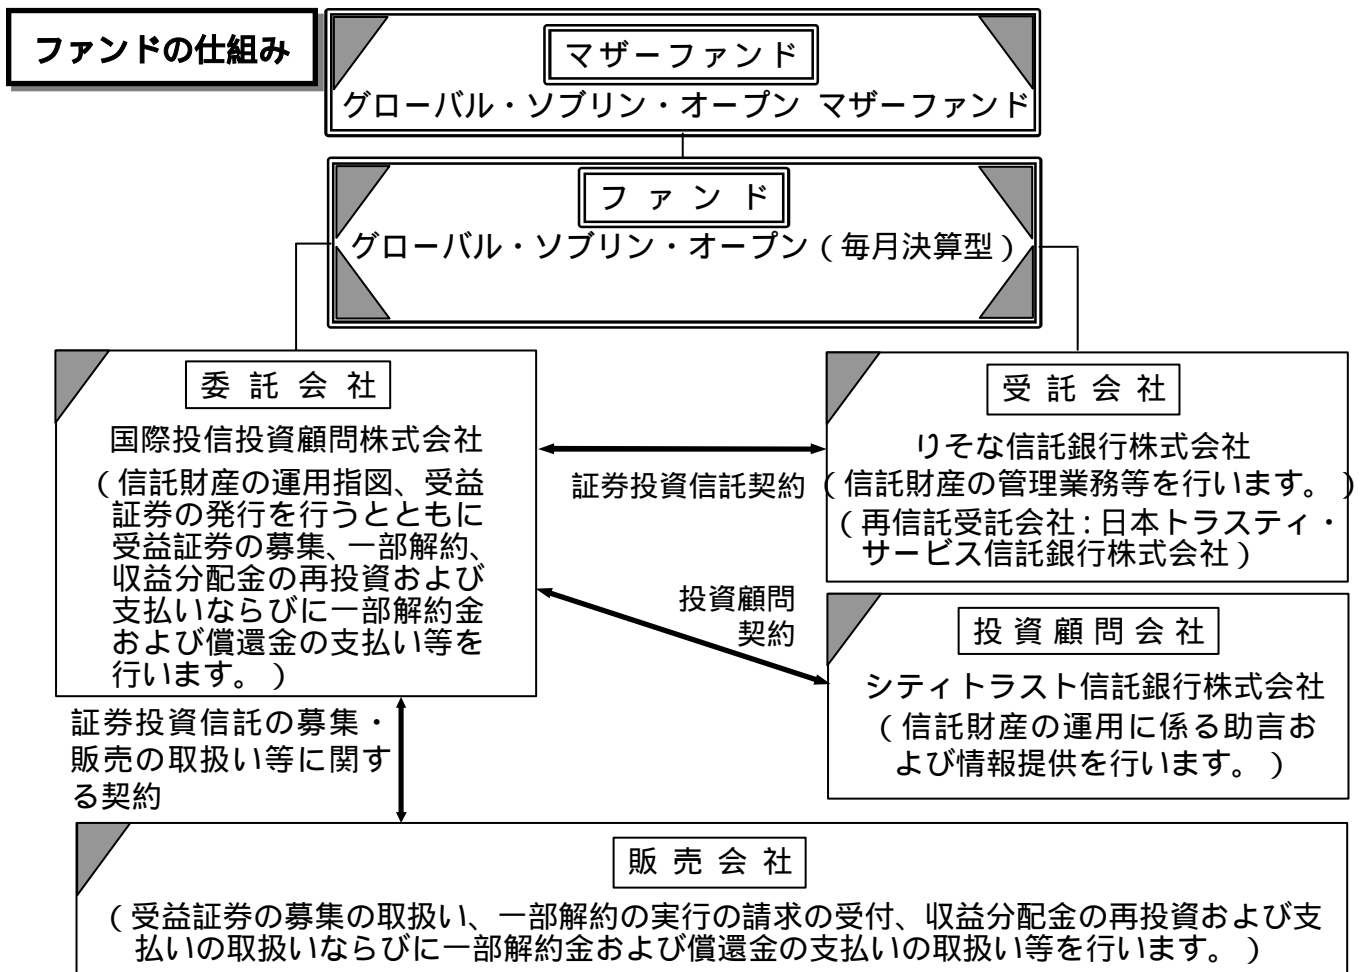 ファンドの仕組み
マザーファンド
グローバル・ソブリン・オープン マザーファンド
ファンド
グローバル・ソブリン・オープン(毎月決算型)
委託会社
国際投信投資顧問株式会社
(信託財産の運用指図、受益
証券の発行を行うとともに
受益証券の募集、一部解約、
収益分配金の再投資および
支払いならびに一部解約金
および償還金の支払い等を
行います。)
証券投資信託契約
受託会社
りそな信託銀行株式会社
(信託財産の管理業務等を行います。)
(再信託受託会社:日本トラスティ・
サービス信託銀行株式会社)
投資顧問
契約
投資顧問会社
シティトラスト信託銀行株式会社
(信託財産の運用に係る助言お
よび情報提供を行います。)
証券投資信託の募集・
販売の取扱い等に関す
る契約
販売会社
(受益証券の募集の取扱い、一部解約の実行の請求の受付、収益分配金の再投資および支
払いの取扱いならびに一部解約金および償還金の支払いの取扱い等を行います。)